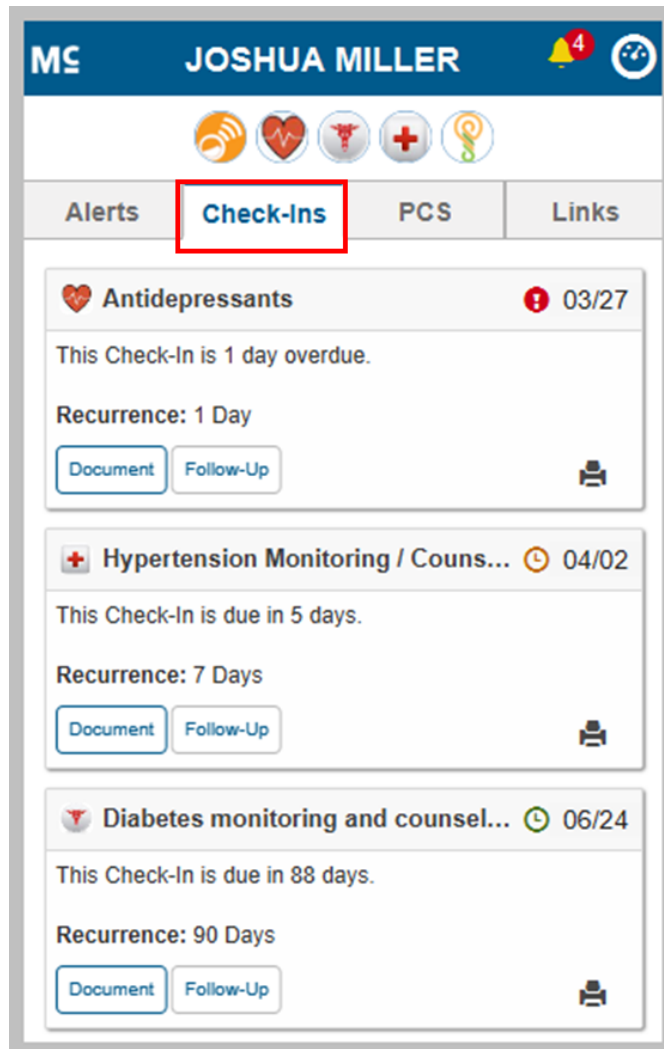 MC JOSHUA MILLER 4
Alerts Check-Ins PCS Links
Antidepressants 03/27
This Check-In is 1 day overdue.
Recurrence: 1 Day
Document Follow-Up
Hypertension Monitoring / Couns... 04/02
This Check-In is due in 5 days.
Recurrence: 7 Days
Document Follow-Up
Diabetes monitoring and counsel... 06/24
This Check-In is due in 88 days.
Recurrence: 90 Days
Document Follow-Up